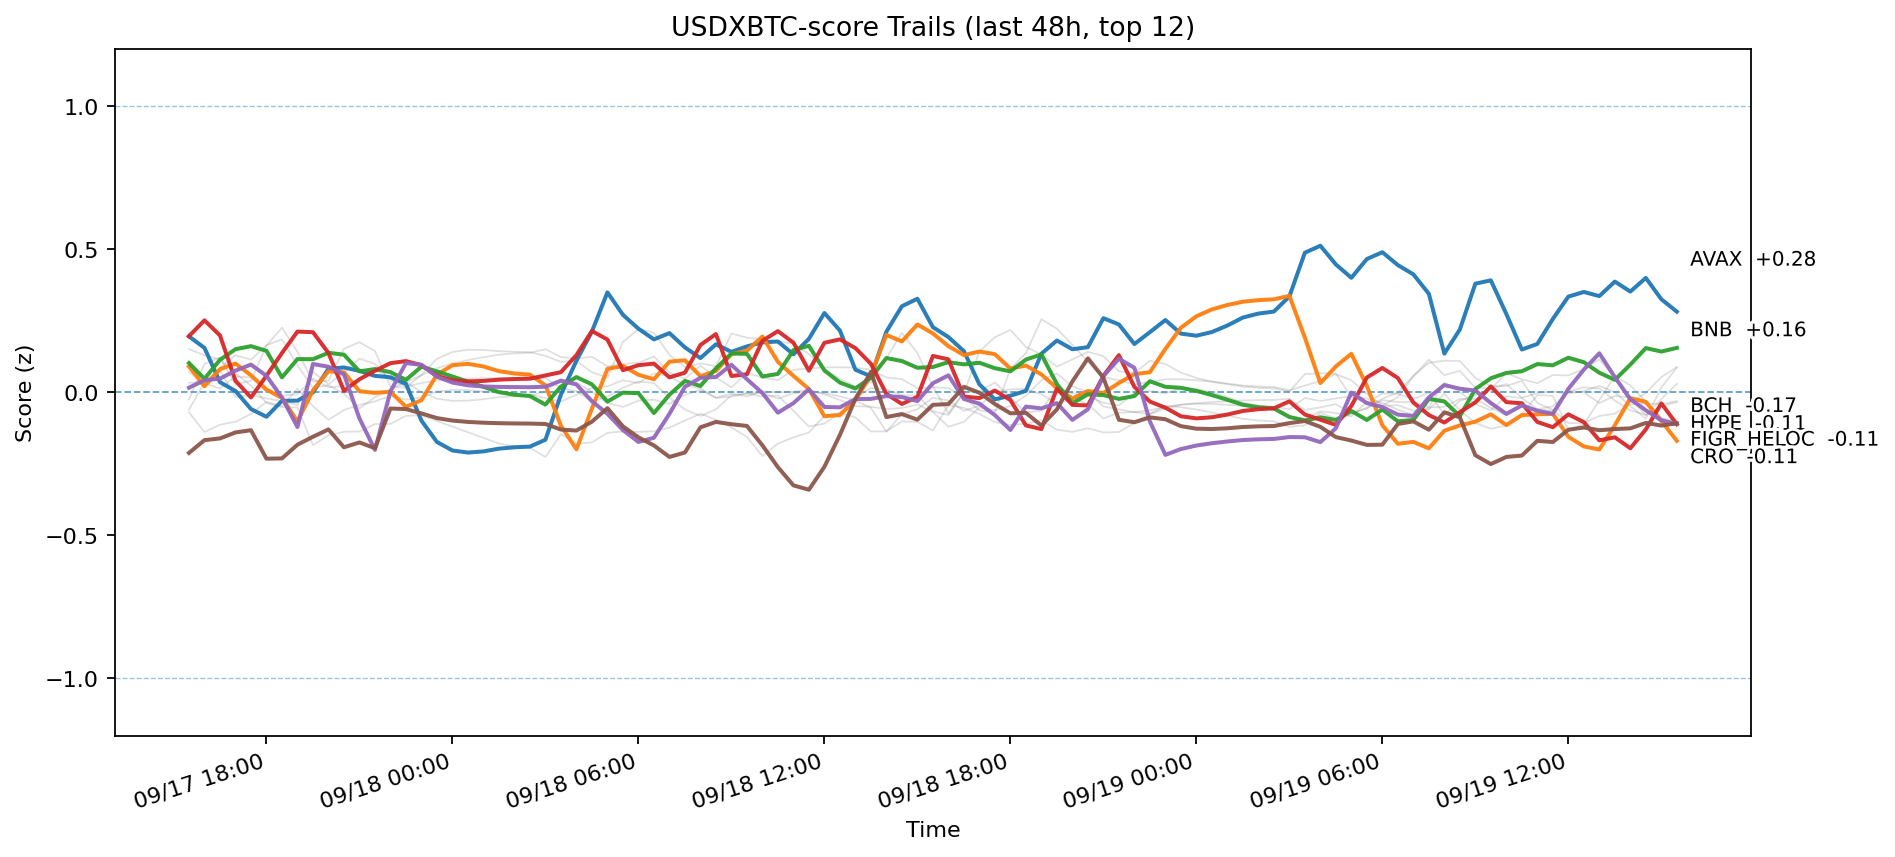 USDXBTC-score Trails (last 48h, top 12)
Score (z)
1.0
0.5
0.0
−0.5
−1.0
AVAX +0.28
BNB +0.16
BCH -0.17
HYPE -0.11
FIGR_HELOC -0.11
CRO -0.11
09/17 18:00
09/18 00:00
09/18 06:00
09/18 12:00
09/18 18:00
09/19 00:00
09/19 06:00
09/19 12:00
Time